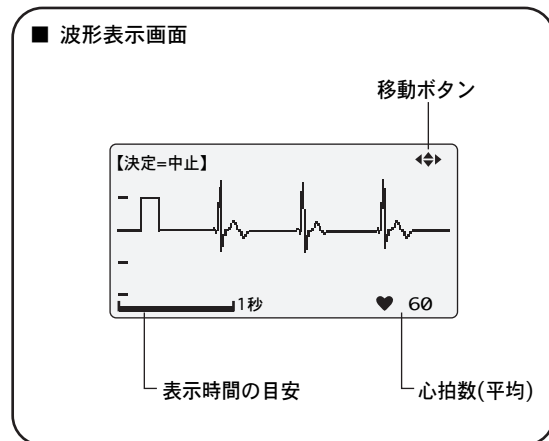 ■ 波形表示画面
移動ボタン
【決定=中止】
1秒
♥ 60
表示時間の目安
心拍数(平均)